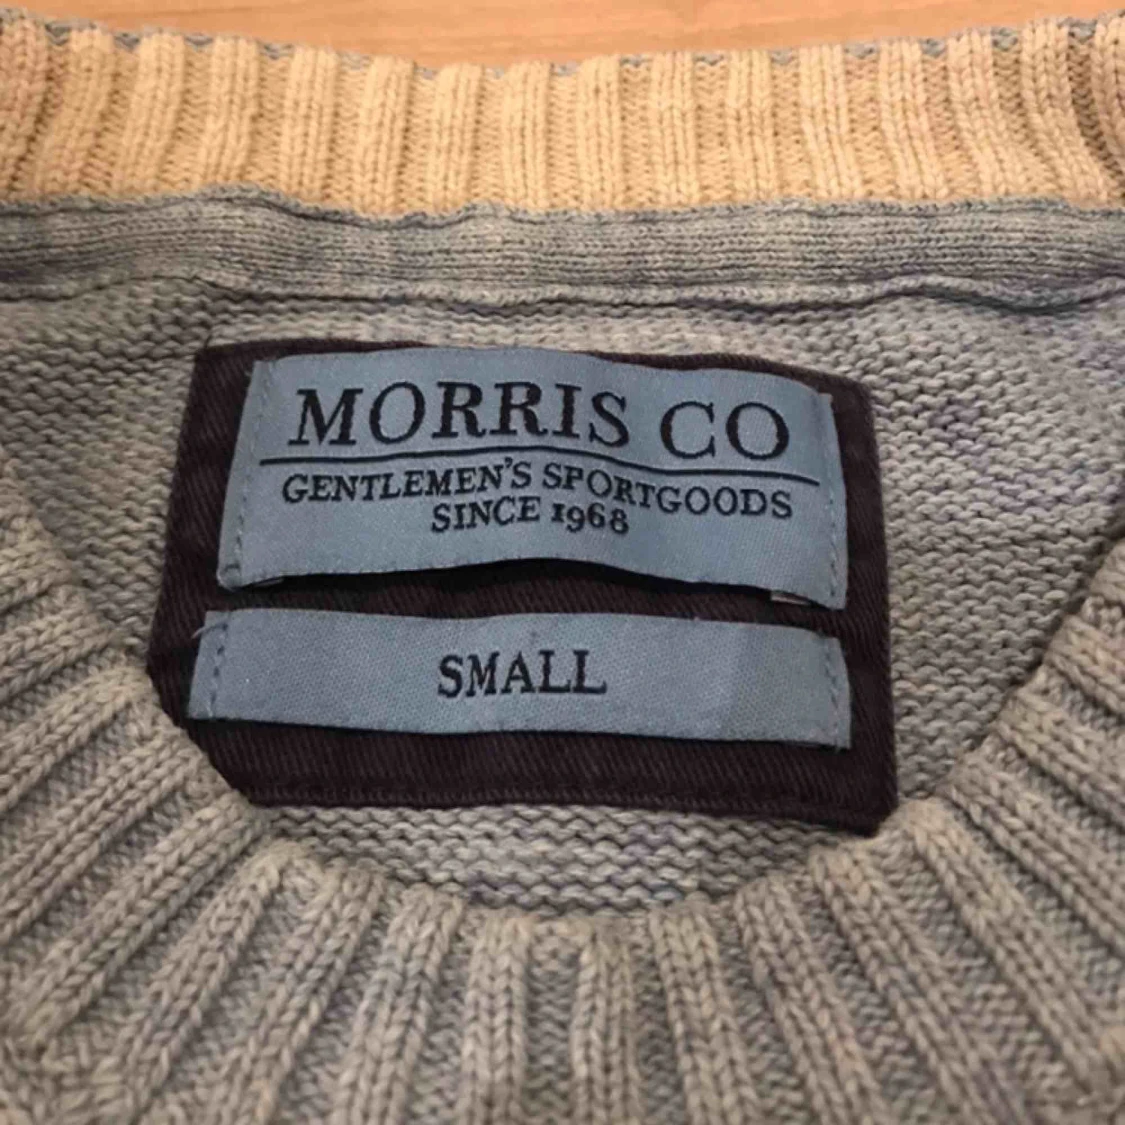 MORRIS CO
GENTLEMEN'S SPORTGOODS
SINCE 1968
SMALL